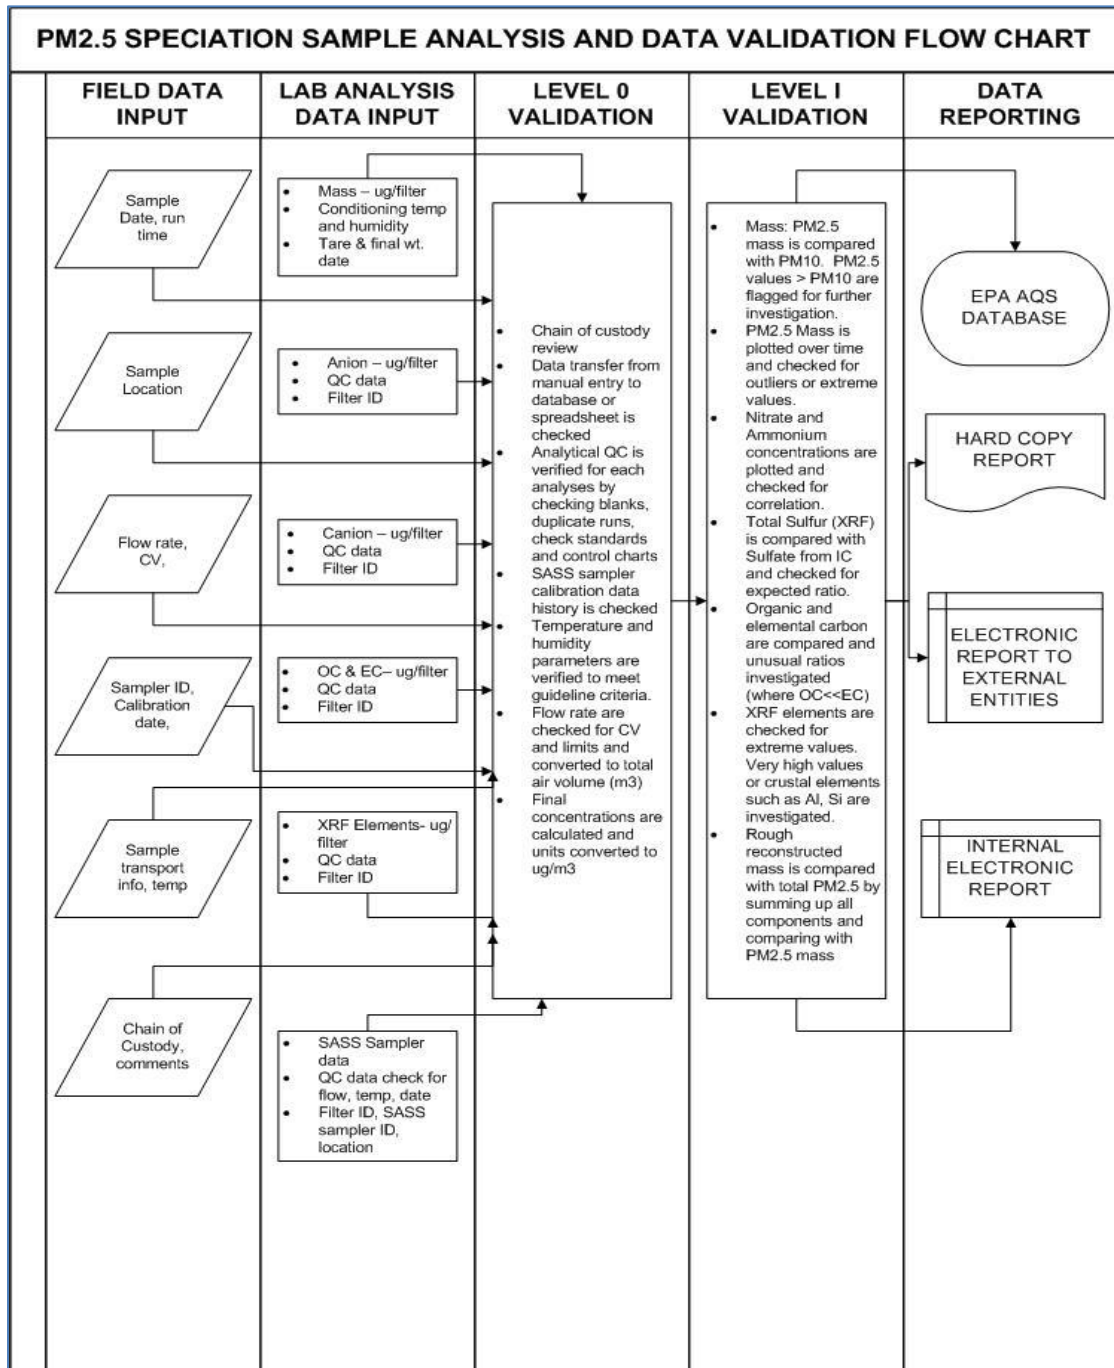 PM2.5 SPECIATION SAMPLE ANALYSIS AND DATA VALIDATION FLOW CHART
FIELD DATA
INPUT
Sample
Date, run
time
Sample
Location
Flow rate,
CV,
Sampler ID,
Calibration
date,
Sample
transport
info, temp
Chain of
Custody,
comments
LAB ANALYSIS
DATA INPUT
• Mass – ug/filter
• Conditioning temp
and humidity
• Tare & final wt.
date
• Anion – ug/filter
• QC data
• Filter ID
• Canion – ug/filter
• QC data
• Filter ID
• OC & EC– ug/filter
• QC data
• Filter ID
• XRF Elements- ug/
filter
• QC data
• Filter ID
• SASS Sampler
data
• QC data check for
flow, temp, date
• Filter ID, SASS
sampler ID,
location
LEVEL 0
VALIDATION
• Chain of custody
review
• Data transfer from
manual entry to
database or
spreadsheet is
checked
• Analytical QC is
verified for each
analyses by
checking blanks,
duplicate runs,
check standards
and control charts
• SASS sampler
calibration data
history is checked
• Temperature and
humidity
parameters are
verified to meet
guideline criteria.
• Flow rate are
checked for CV
and limits and
converted to total
air volume (m3)
• Final
concentrations are
calculated and
units converted to
ug/m3
LEVEL I
VALIDATION
• Mass: PM2.5
mass is compared
with PM10. PM2.5
values > PM10 are
flagged for further
investigation.
• PM2.5 Mass is
plotted over time
and checked for
outliers or extreme
values.
• Nitrate and
Ammonium
concentrations are
plotted and
checked for
correlation.
• Total Sulfur (XRF)
is compared with
Sulfate from IC
and checked for
expected ratio.
• Organic and
elemental carbon
are compared and
unusual ratios
investigated
(where OC<<EC)
• XRF elements are
checked for
extreme values.
Very high values
or crustal elements
such as Al, Si are
investigated.
• Rough
reconstructed
mass is compared
with total PM2.5 by
summing up all
components and
comparing with
PM2.5 mass
DATA
REPORTING
EPA AQS
DATABASE
HARD COPY
REPORT
ELECTRONIC
REPORT TO
EXTERNAL
ENTITIES
INTERNAL
ELECTRONIC
REPORT